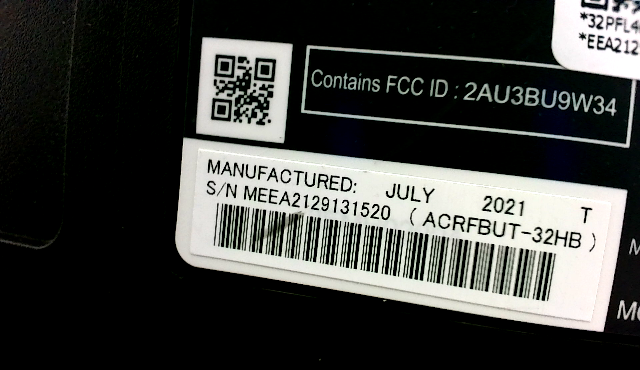 *32PFL4
*EEA212
Contains FCC ID : 2AU3BU9W34
MANUFACTURED: JULY 2021 T
S/N MEEA2129131520 ( ACRFBUT-32HB )